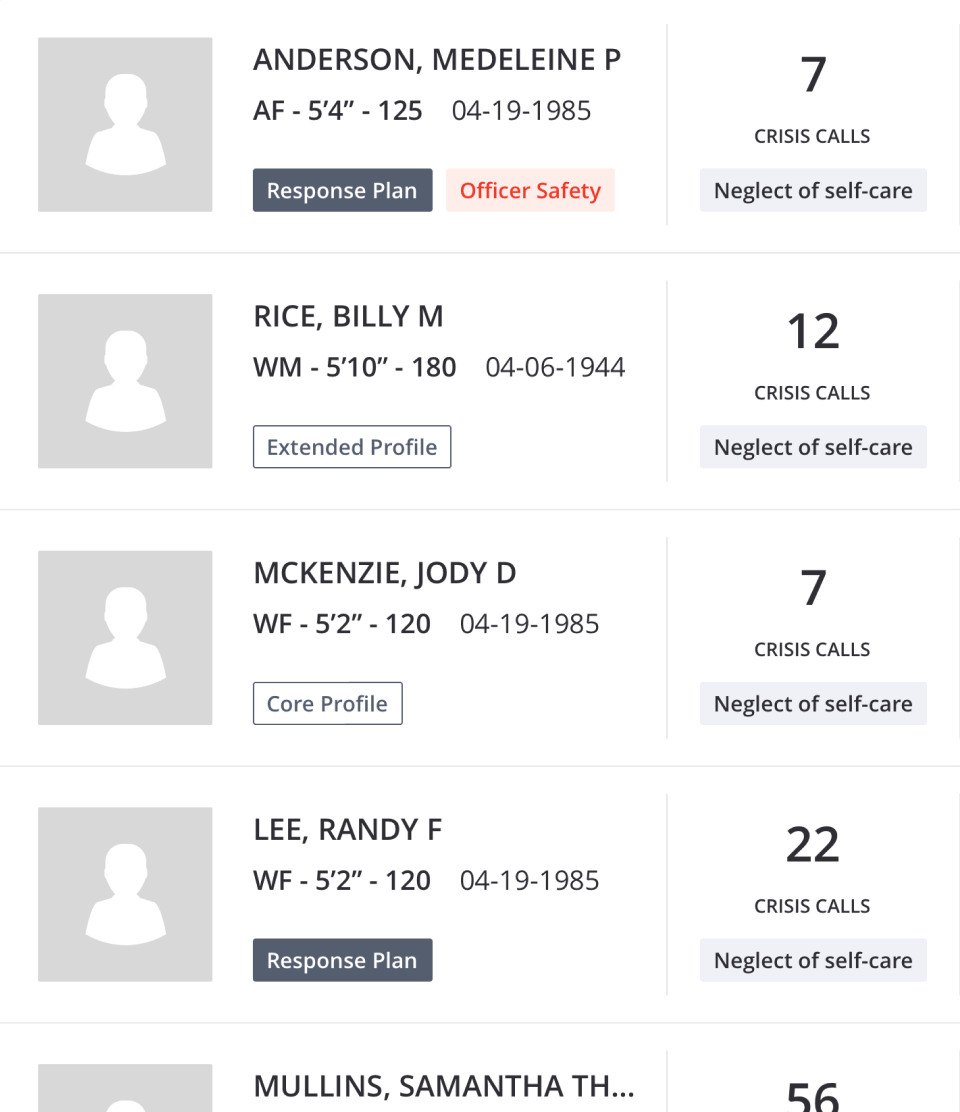 ANDERSON, MEDELEINE P
AF - 5’4” - 125 04-19-1985
Response Plan Officer Safety
7
CRISIS CALLS
Neglect of self-care
RICE, BILLY M
WM - 5’10” - 180 04-06-1944
Extended Profile
12
CRISIS CALLS
Neglect of self-care
MCKENZIE, JODY D
WF - 5’2” - 120 04-19-1985
Core Profile
7
CRISIS CALLS
Neglect of self-care
LEE, RANDY F
WF - 5’2” - 120 04-19-1985
Response Plan
22
CRISIS CALLS
Neglect of self-care
MULLINS, SAMANTHA TH...
56